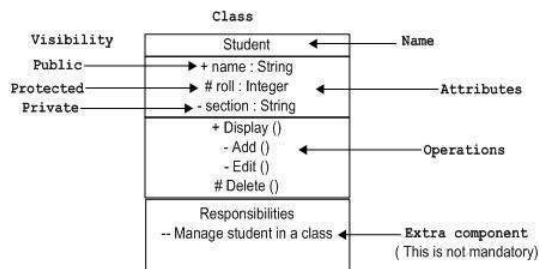 Class
Visibility
Student
Name
Public
+ name : String
Protected
# roll : Integer
Attributes
Private
- section : String
+ Display ()
- Add ()
Operations
- Edit ()
# Delete ()
Responsibilities
-- Manage student in a class
Extra component
( This is not mandatory)